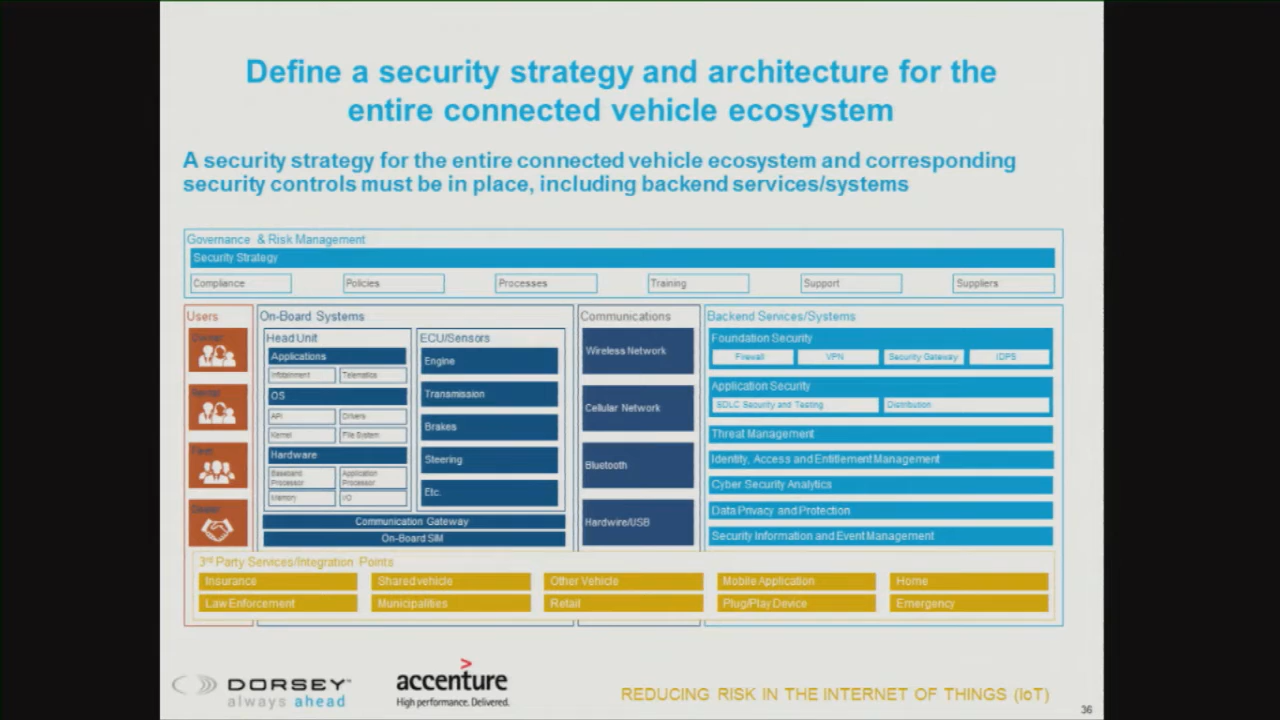 Define a security strategy and architecture for the
entire connected vehicle ecosystem
A security strategy for the entire connected vehicle ecosystem and corresponding
security controls must be in place, including backend services/systems
Governance & Risk Management
Security Strategy
Compliance
Policies
Processes
Training
Support
Suppliers
Users
Owner
Rental
Fleet
Dealer
On-Board Systems
Head Unit
Applications
Infotainment
Telematics
OS
API
Drivers
Kernel
File System
Hardware
Baseband
Processor
Application
Processor
Memory
I/O
ECU/Sensors
Engine
Transmission
Brakes
Steering
Etc.
Communication Gateway
On-Board SIM
Communications
Wireless Network
Cellular Network
Bluetooth
Hardwire/USB
Backend Services/Systems
Foundation Security
Firewall
VPN
Security Gateway
IDPS
Application Security
SDLC Security and Testing
Distribution
Threat Management
Identity, Access and Entitlement Management
Cyber Security Analytics
Data Privacy and Protection
Security Information and Event Management
3rd Party Services/Integration Points
Insurance
Shared vehicle
Other Vehicle
Mobile Application
Home
Law Enforcement
Municipalities
Retail
Plug/Play Device
Emergency
DORSEY™
always ahead
accenture
High performance. Delivered.
REDUCING RISK IN THE INTERNET OF THINGS (IoT)
36